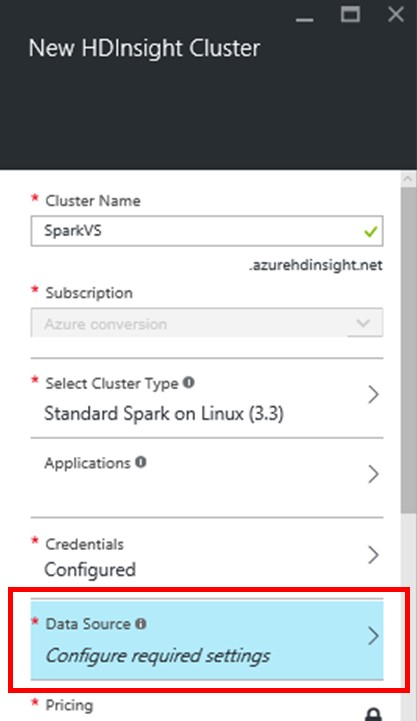 New HDInsight Cluster
* Cluster Name
SparkVS
.azurehdinsight.net
* Subscription
Azure conversion
* Select Cluster Type
Standard Spark on Linux (3.3)
Applications
* Credentials
Configured
* Data Source
Configure required settings
* Pricing